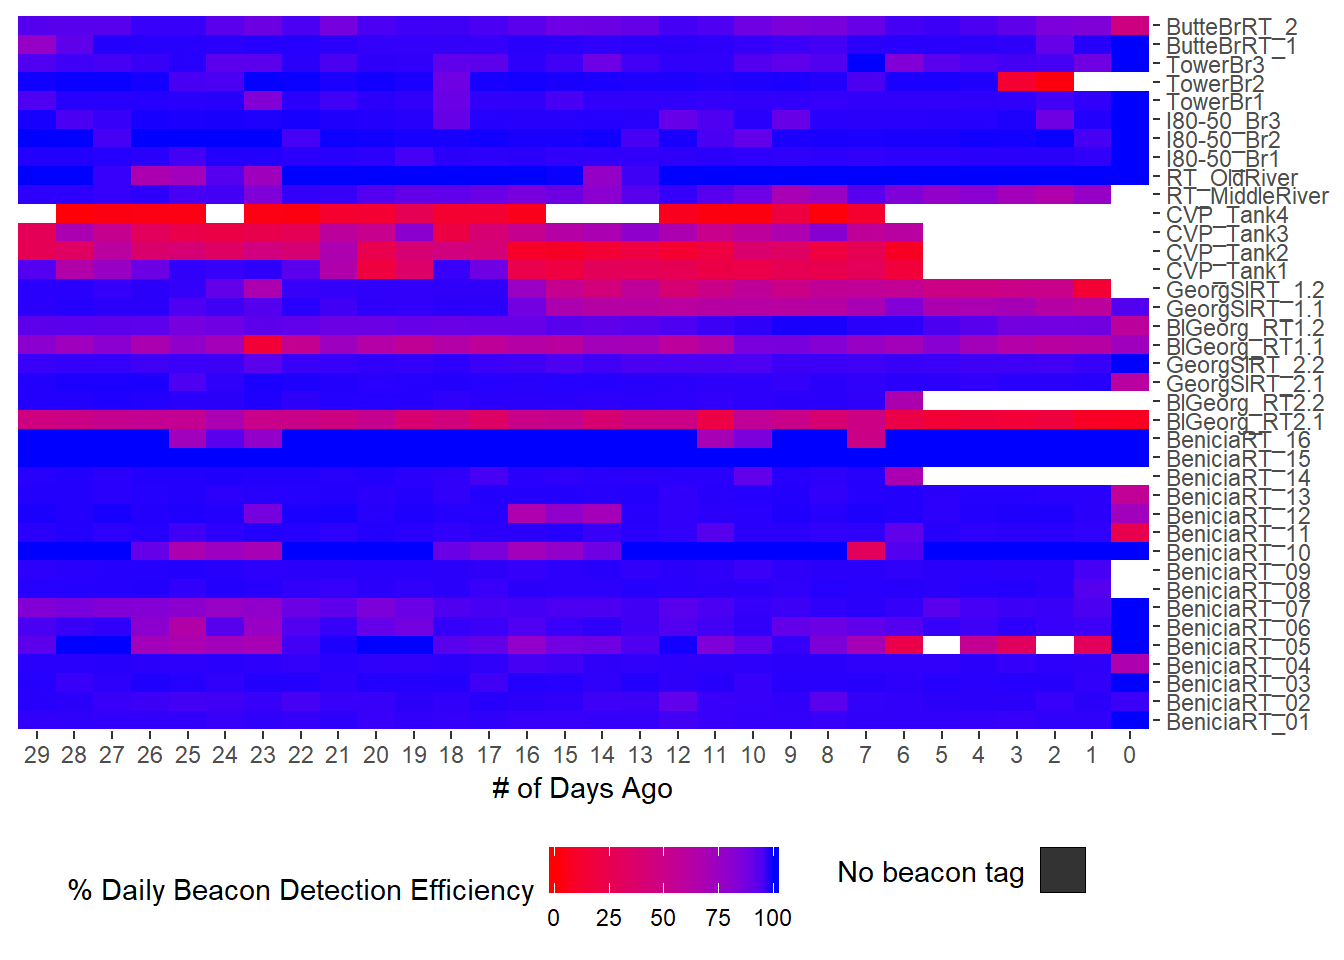 ButteBrRT_2
ButteBrRT_1
TowerBr3
TowerBr2
TowerBr1
I80-50_Br3
I80-50_Br2
I80-50_Br1
RT_OldRiver
RT_MiddleRiver
CVP_Tank4
CVP_Tank3
CVP_Tank2
CVP_Tank1
GeorgSlRT_1.2
GeorgSlRT_1.1
BlGeorg_RT1.2
BlGeorg_RT1.1
GeorgSlRT_2.2
GeorgSlRT_2.1
BlGeorg_RT2.2
BlGeorg_RT2.1
BeniciaRT_16
BeniciaRT_15
BeniciaRT_14
BeniciaRT_13
BeniciaRT_12
BeniciaRT_11
BeniciaRT_10
BeniciaRT_09
BeniciaRT_08
BeniciaRT_07
BeniciaRT_06
BeniciaRT_05
BeniciaRT_04
BeniciaRT_03
BeniciaRT_02
BeniciaRT_01
29 28 27 26 25 24 23 22 21 20 19 18 17 16 15 14 13 12 11 10 9 8 7 6 5 4 3 2 1 0
# of Days Ago
% Daily Beacon Detection Efficiency
0 25 50 75 100
No beacon tag